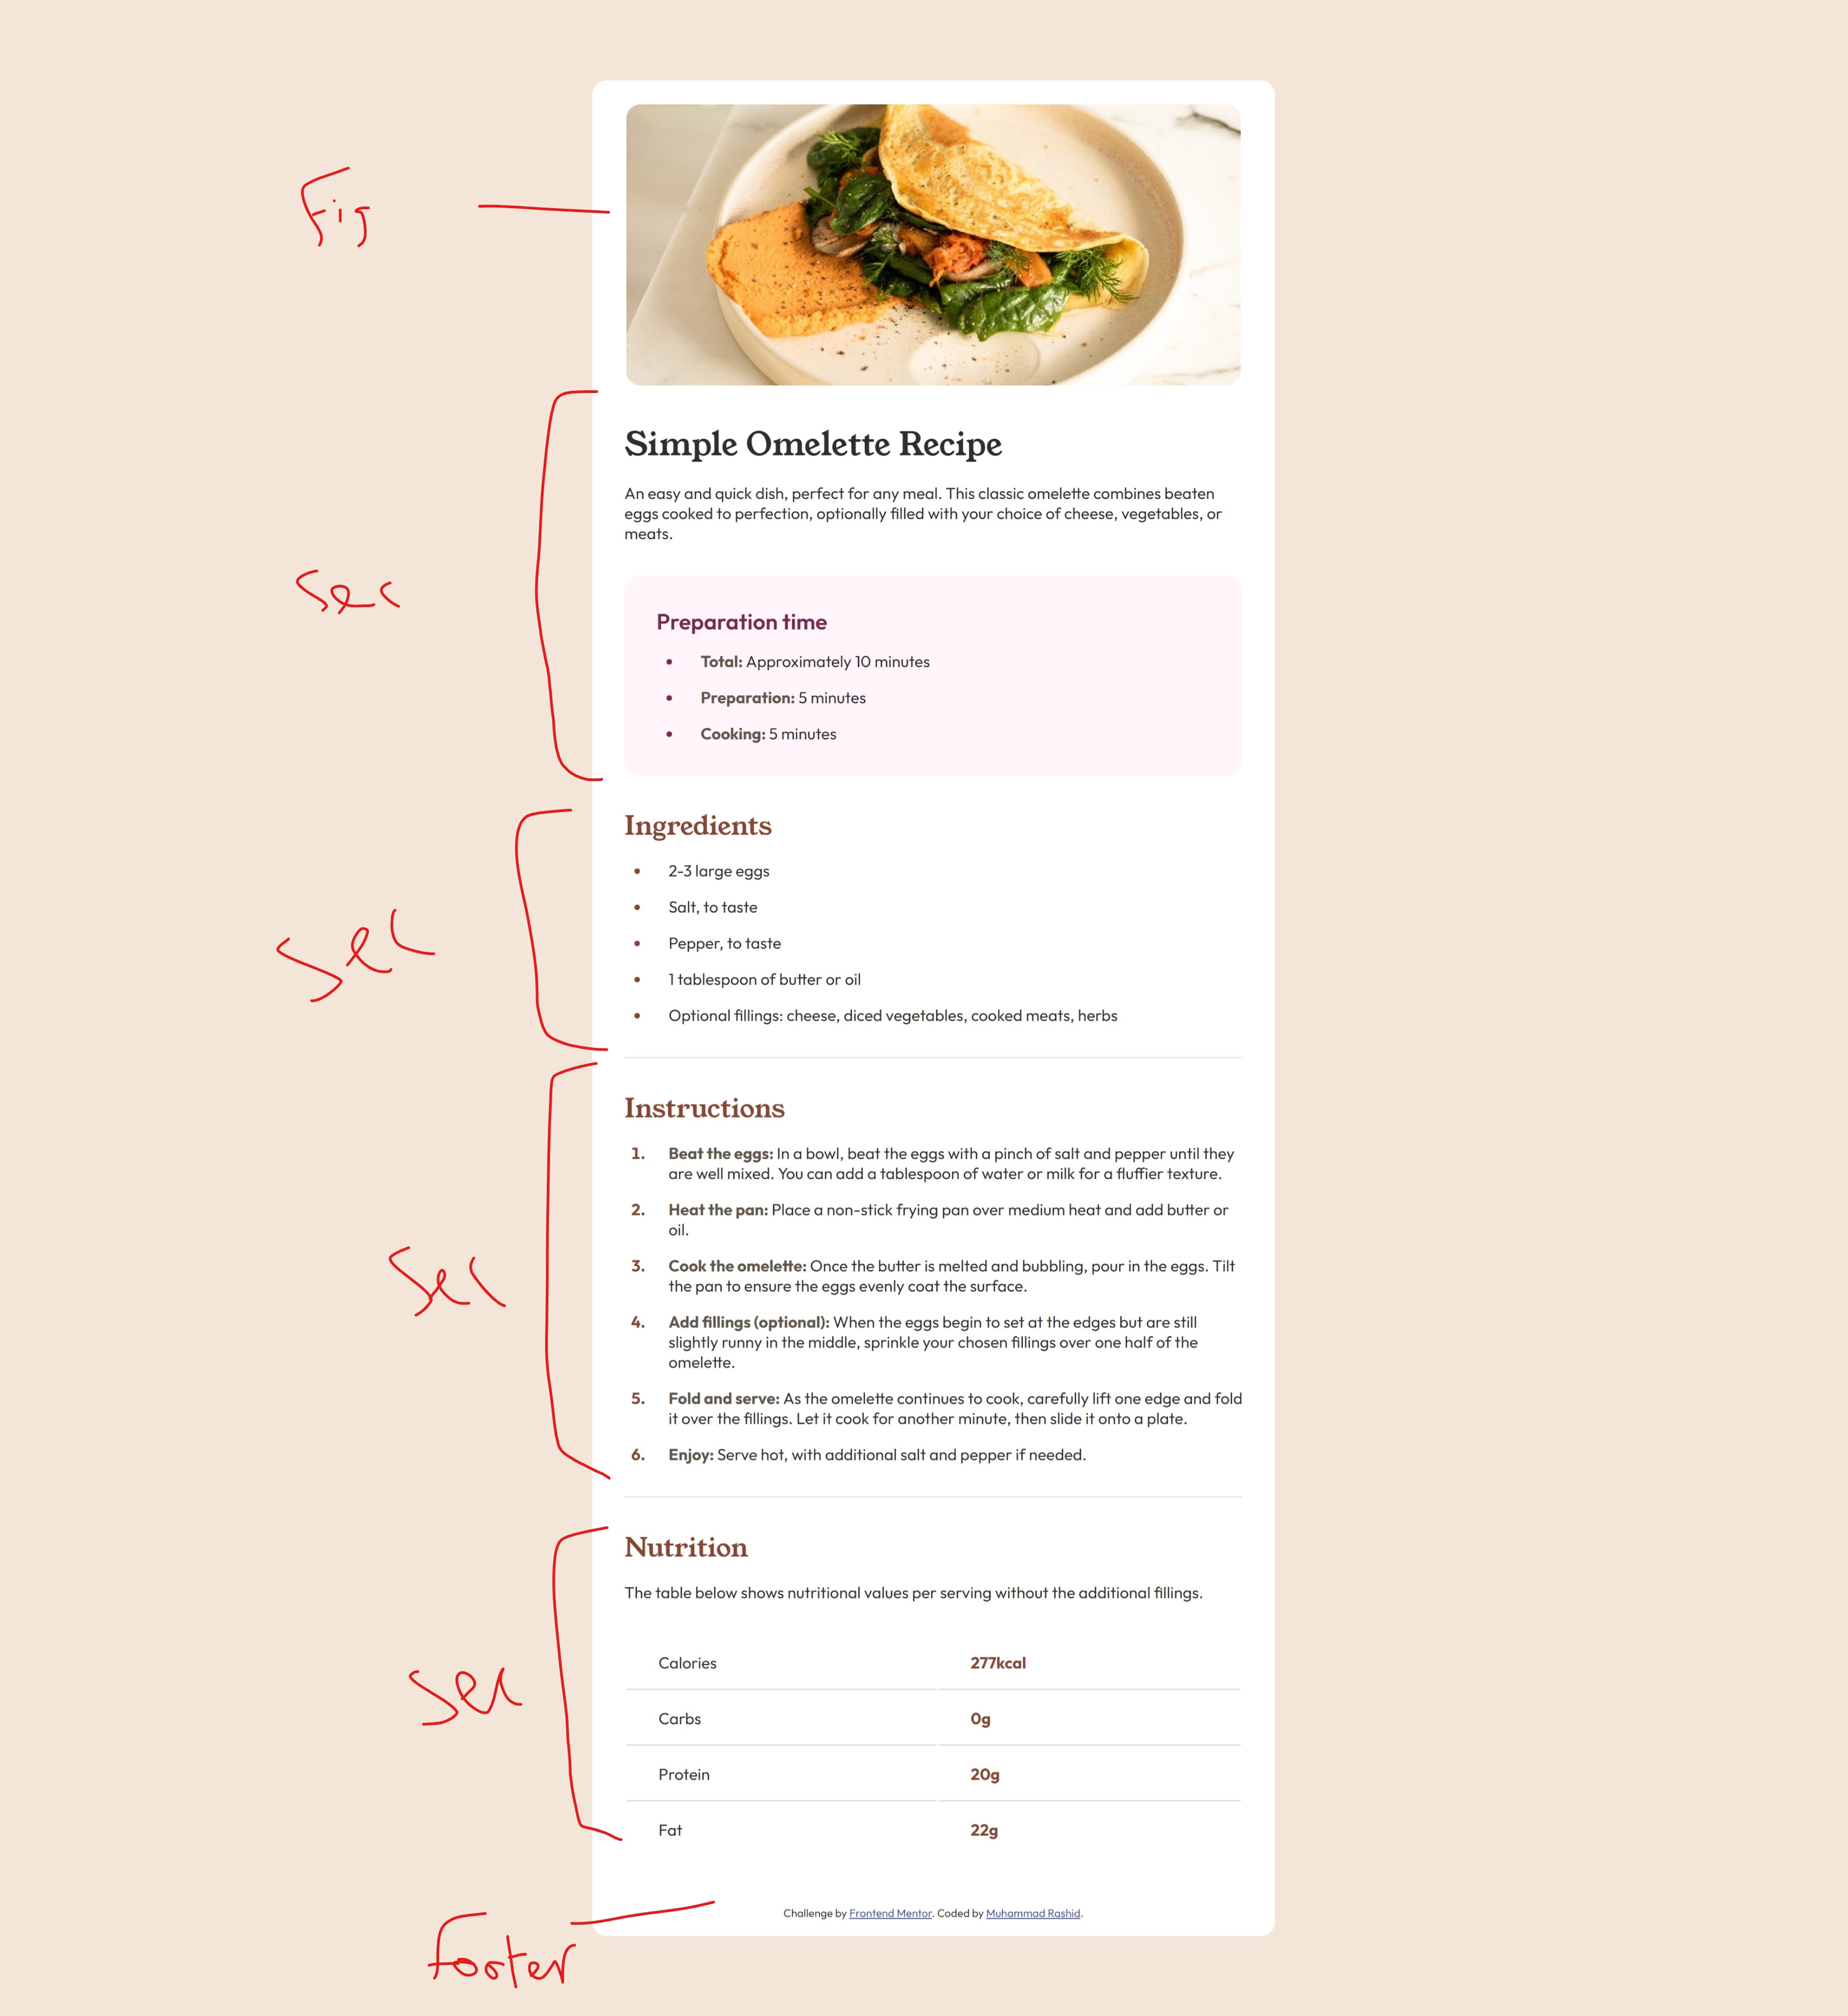 Fig
Simple Omelette Recipe
An easy and quick dish, perfect for any meal. This classic omelette combines beaten
eggs cooked to perfection, optionally filled with your choice of cheese, vegetables, or
meats.
Sec
Preparation time
• Total: Approximately 10 minutes
• Preparation: 5 minutes
• Cooking: 5 minutes
Ingredients
• 2-3 large eggs
• Salt, to taste
Sec
• Pepper, to taste
• 1 tablespoon of butter or oil
• Optional fillings: cheese, diced vegetables, cooked meats, herbs
Instructions
1. Beat the eggs: In a bowl, beat the eggs with a pinch of salt and pepper until they
are well mixed. You can add a tablespoon of water or milk for a fluffier texture.
2. Heat the pan: Place a non-stick frying pan over medium heat and add butter or
oil.
Sec
3. Cook the omelette: Once the butter is melted and bubbling, pour in the eggs. Tilt
the pan to ensure the eggs evenly coat the surface.
4. Add fillings (optional): When the eggs begin to set at the edges but are still
slightly runny in the middle, sprinkle your chosen fillings over one half of the
omelette.
5. Fold and serve: As the omelette continues to cook, carefully lift one edge and fold
it over the fillings. Let it cook for another minute, then slide it onto a plate.
6. Enjoy: Serve hot, with additional salt and pepper if needed.
Nutrition
The table below shows nutritional values per serving without the additional fillings.
Calories 277kcal
Sec
Carbs 0g
Protein 20g
Fat 22g
Challenge by Frontend Mentor. Coded by Muhammad Rashid.
Footer